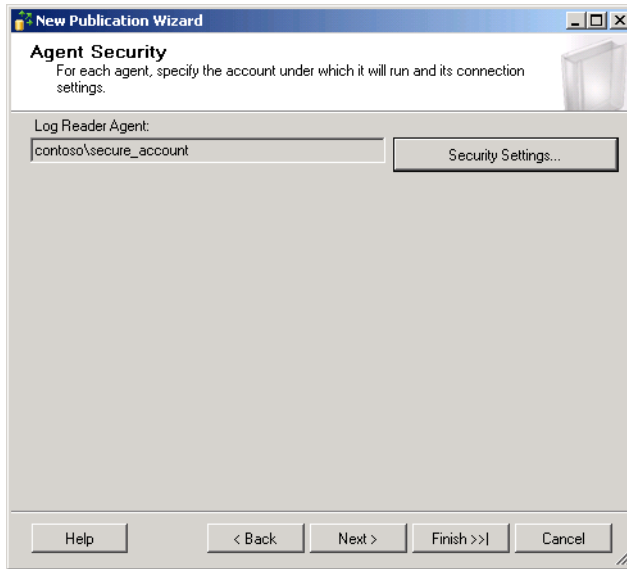 New Publication Wizard
Agent Security
For each agent, specify the account under which it will run and its connection
settings.
Log Reader Agent:
contoso\secure_account
Security Settings...
Help
< Back
Next >
Finish >>|
Cancel